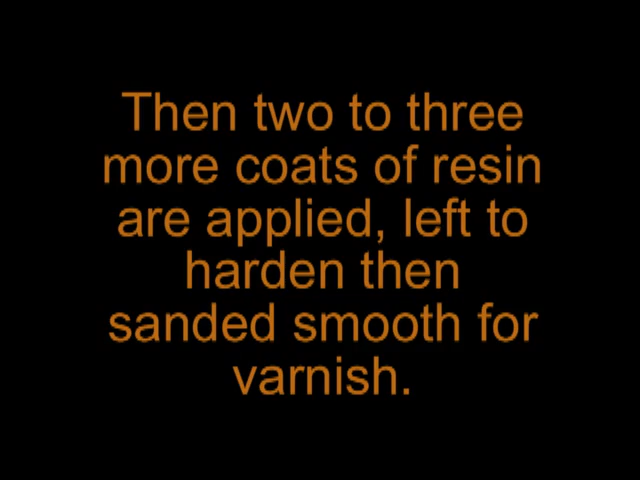 Then two to three
more coats of resin
are applied, left to
harden then
sanded smooth for
varnish.